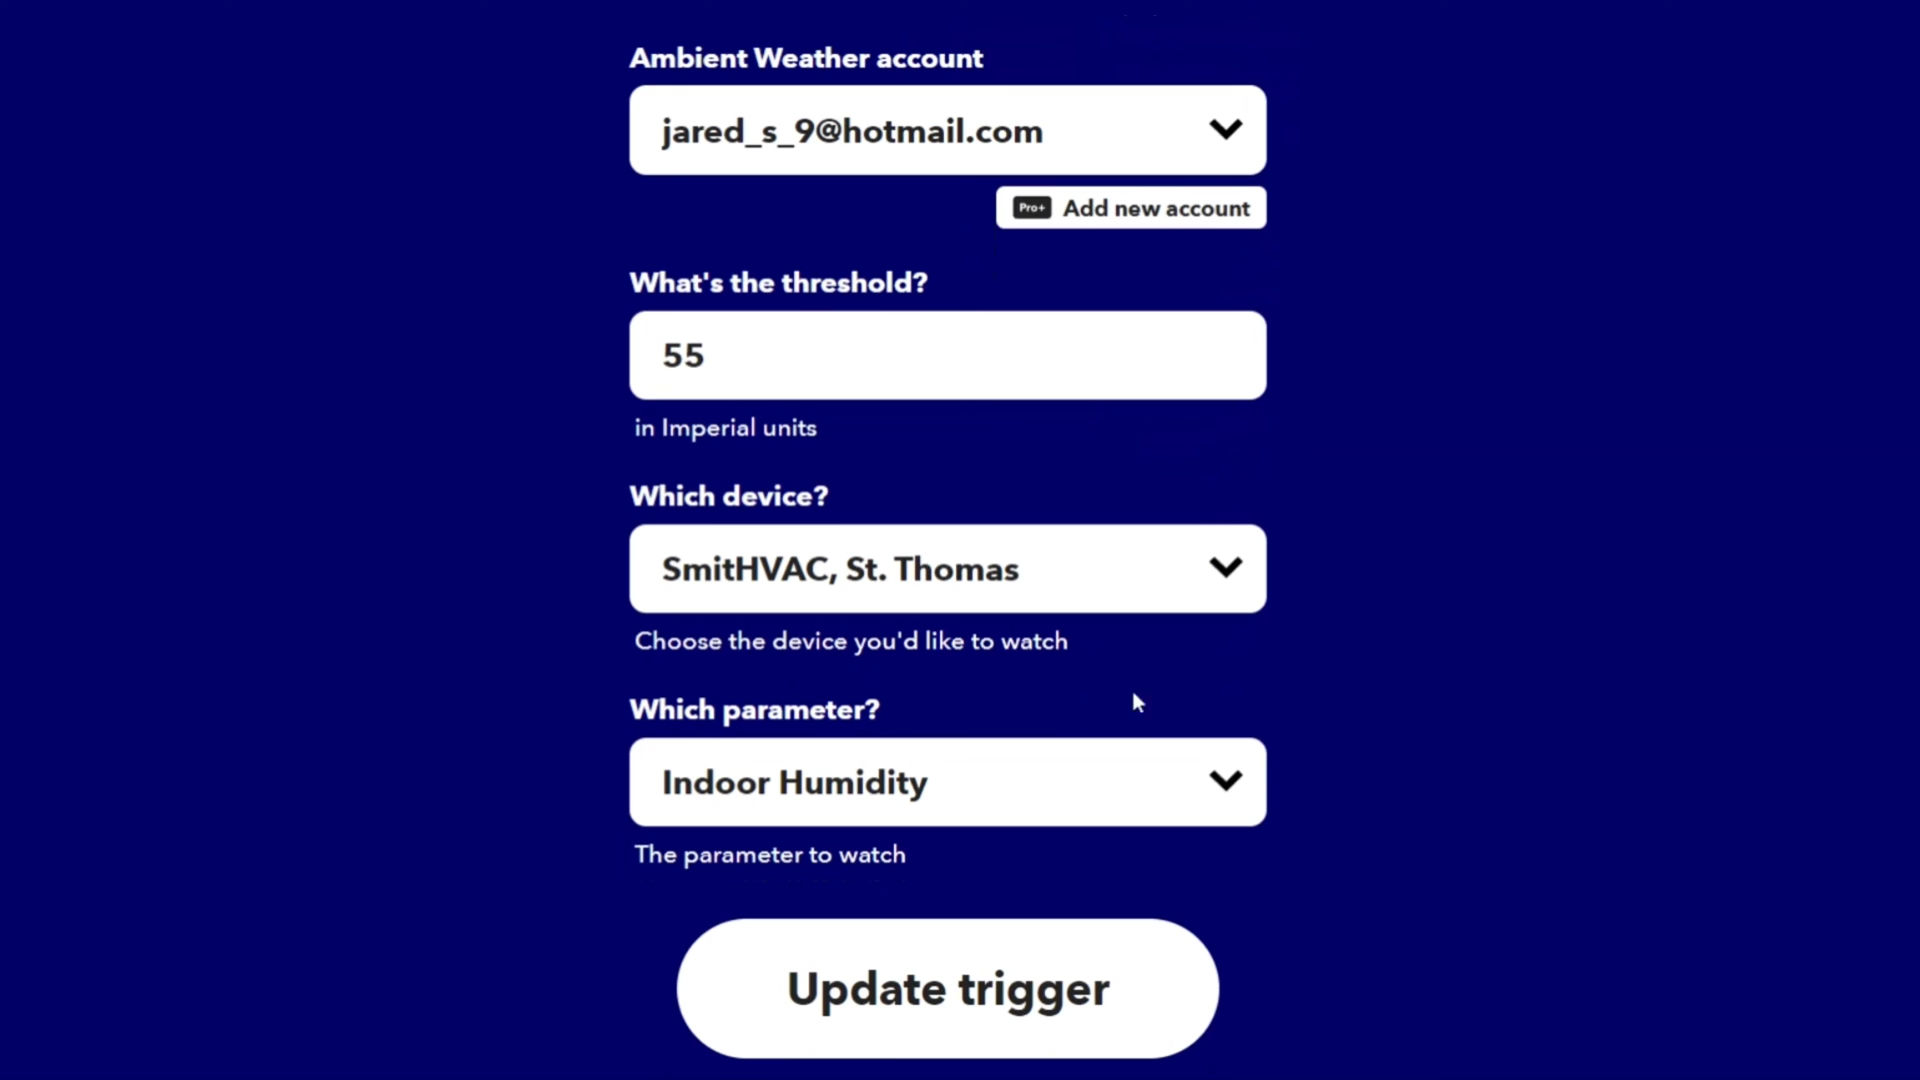 Ambient Weather account
jared_s_9@hotmail.com
Pro+ Add new account
What's the threshold?
55
in Imperial units
Which device?
SmitHVAC, St. Thomas
Choose the device you'd like to watch
Which parameter?
Indoor Humidity
The parameter to watch
Update trigger